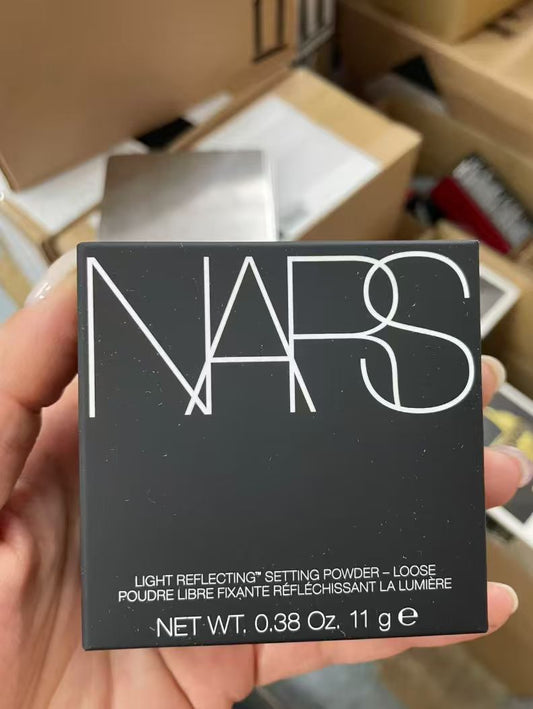 NARS
LIGHT REFLECTING™ SETTING POWDER – LOOSE
POUDRE LIBRE FIXANTE RÉFLÉCHISSANT LA LUMIÈRE
NET WT. 0.38 Oz. 11 g ℮